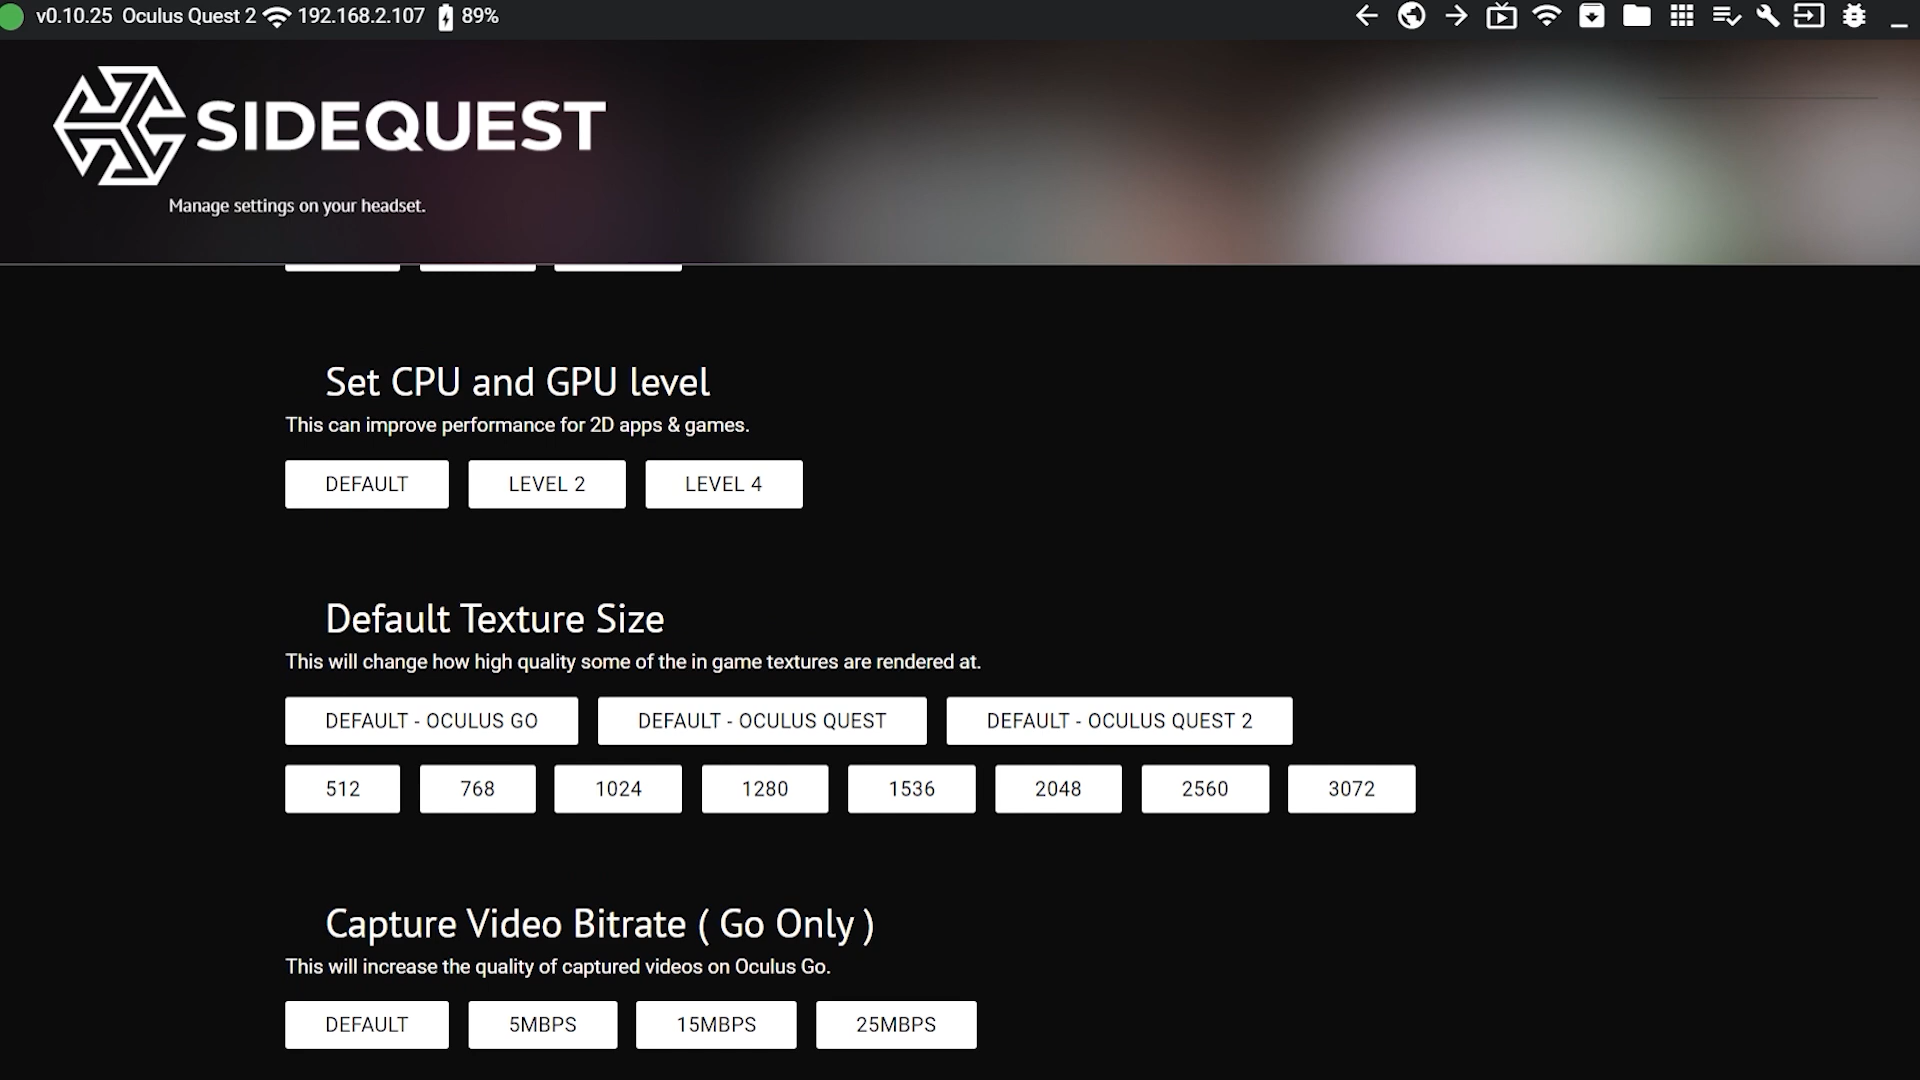 v0.10.25 Oculus Quest 2 192.168.2.107 89%
SIDEQUEST
Manage settings on your headset.
Set CPU and GPU level
This can improve performance for 2D apps & games.
DEFAULT LEVEL 2 LEVEL 4
Default Texture Size
This will change how high quality some of the in game textures are rendered at.
DEFAULT - OCULUS GO DEFAULT - OCULUS QUEST DEFAULT - OCULUS QUEST 2
512 768 1024 1280 1536 2048 2560 3072
Capture Video Bitrate ( Go Only )
This will increase the quality of captured videos on Oculus Go.
DEFAULT 5MBPS 15MBPS 25MBPS